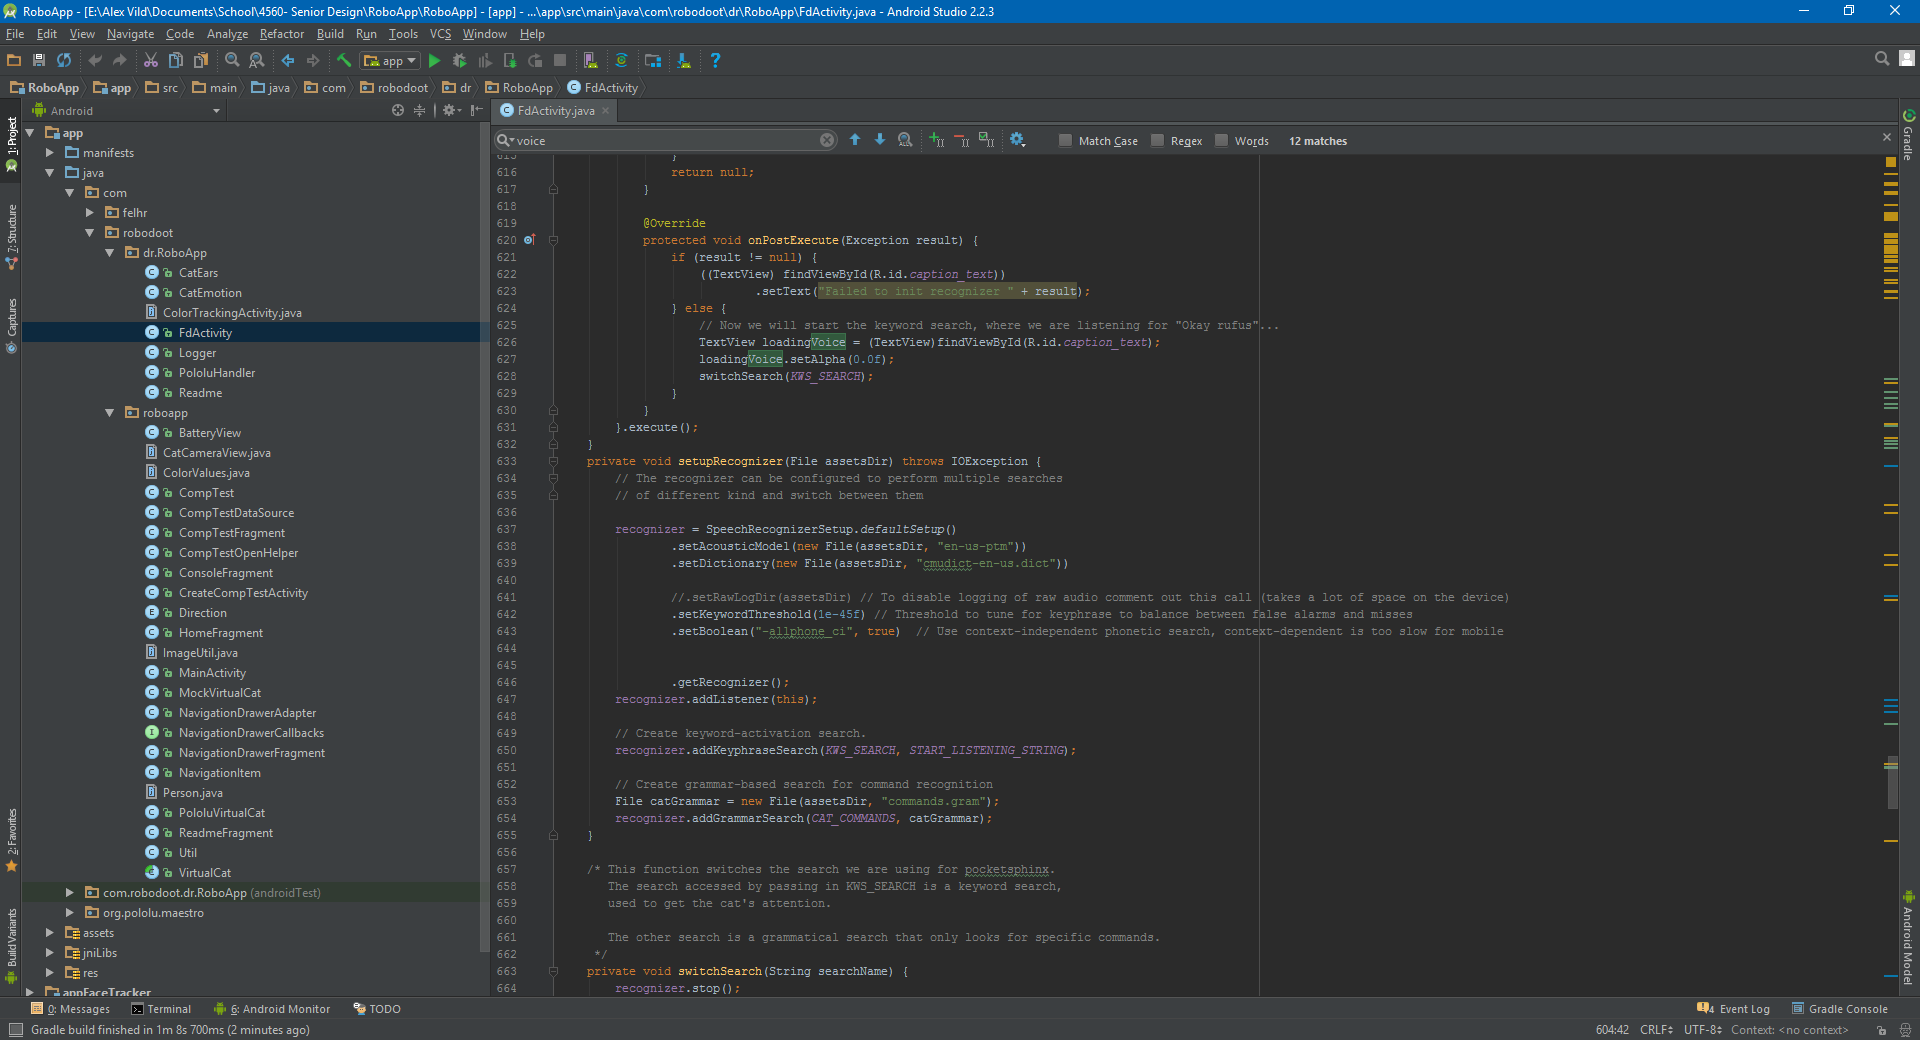 RoboApp - [E:\Alex Vild\Documents\School\4560- Senior Design\RoboApp\RoboApp] - [app] - ...\app\src\main\java\com\robodoot\dr\RoboApp\FdActivity.java - Android Studio 2.2.3
File Edit View Navigate Code Analyze Refactor Build Run Tools VCS Window Help
app
RoboApp app src main java com robodoot dr RoboApp FdActivity
Android
FdActivity.java
voice
Match Case Regex Words 12 matches
1: Project
7: Structure
Captures
2: Favorites
Build Variants
Gradle
Android Model
app
manifests
java
com
felhr
robodoot
dr.RoboApp
CatEars
CatEmotion
ColorTrackingActivity.java
FdActivity
Logger
PololuHandler
Readme
roboapp
BatteryView
CatCameraView.java
ColorValues.java
CompTest
CompTestDataSource
CompTestFragment
CompTestOpenHelper
ConsoleFragment
CreateCompTestActivity
Direction
HomeFragment
ImageUtil.java
MainActivity
MockVirtualCat
NavigationDrawerAdapter
NavigationDrawerCallbacks
NavigationDrawerFragment
NavigationItem
Person.java
PololuVirtualCat
ReadmeFragment
Util
VirtualCat
com.robodoot.dr.RoboApp (androidTest)
org.pololu.maestro
assets
jniLibs
res
appFaceTracker
615 }
616 return null;
617 }
618
619 @Override
620 protected void onPostExecute(Exception result) {
621 if (result != null) {
622 ((TextView) findViewById(R.id.caption_text))
623 .setText("Failed to init recognizer " + result);
624 } else {
625 // Now we will start the keyword search, where we are listening for "Okay rufus"...
626 TextView loadingVoice = (TextView)findViewById(R.id.caption_text);
627 loadingVoice.setAlpha(0.0f);
628 switchSearch(KWS_SEARCH);
629 }
630 }
631 }.execute();
632 }
633 private void setupRecognizer(File assetsDir) throws IOException {
634 // The recognizer can be configured to perform multiple searches
635 // of different kind and switch between them
636
637 recognizer = SpeechRecognizerSetup.defaultSetup()
638 .setAcousticModel(new File(assetsDir, "en-us-ptm"))
639 .setDictionary(new File(assetsDir, "cmudict-en-us.dict"))
640
641 //.setRawLogDir(assetsDir) // To disable logging of raw audio comment out this call (takes a lot of space on the device)
642 .setKeywordThreshold(1e-45f) // Threshold to tune for keyphrase to balance between false alarms and misses
643 .setBoolean("-allphone_ci", true) // Use context-independent phonetic search, context-dependent is too slow for mobile
644
645
646 .getRecognizer();
647 recognizer.addListener(this);
648
649 // Create keyword-activation search.
650 recognizer.addKeyphraseSearch(KWS_SEARCH, START_LISTENING_STRING);
651
652 // Create grammar-based search for command recognition
653 File catGrammar = new File(assetsDir, "commands.gram");
654 recognizer.addGrammarSearch(CAT_COMMANDS, catGrammar);
655 }
656
657 /* This function switches the search we are using for pocketsphinx.
658 The search accessed by passing in KWS_SEARCH is a keyword search,
659 used to get the cat's attention.
660
661 The other search is a grammatical search that only looks for specific commands.
662 */
663 private void switchSearch(String searchName) {
664 recognizer.stop();
0: Messages Terminal 6: Android Monitor TODO 4 Event Log Gradle Console
Gradle build finished in 1m 8s 700ms (2 minutes ago) 604:42 CRLF UTF-8 Context: <no context>